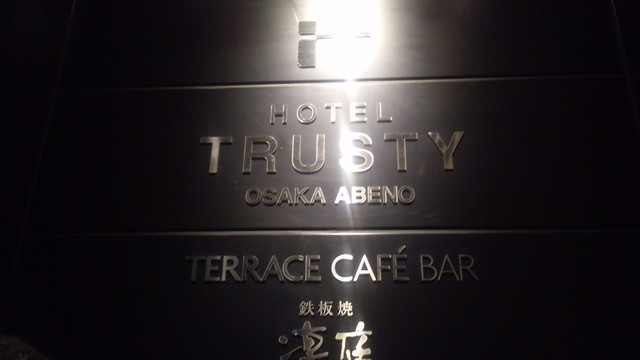 HOTEL
TRUSTY
OSAKA ABENO
TERRACE CAFÉ BAR
鉄板焼